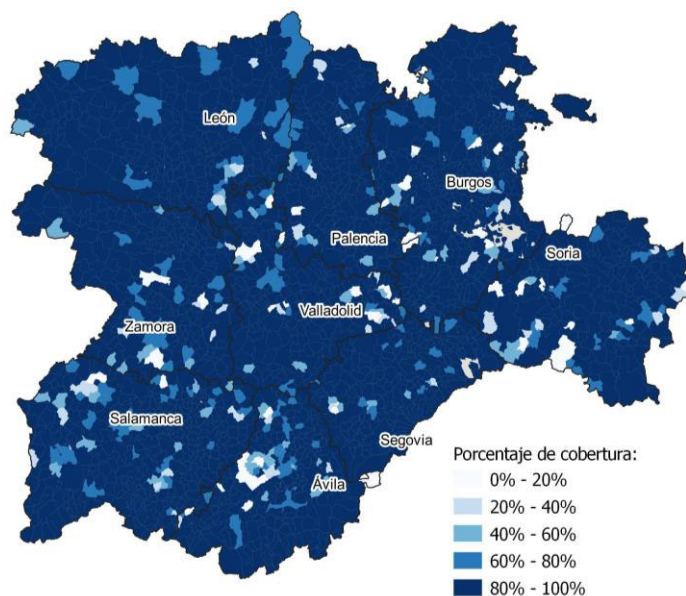 León
Burgos
Palencia
Soria
Valladolid
Zamora
Salamanca
Segovia
Ávila
Porcentaje de cobertura:
0% - 20%
20% - 40%
40% - 60%
60% - 80%
80% - 100%